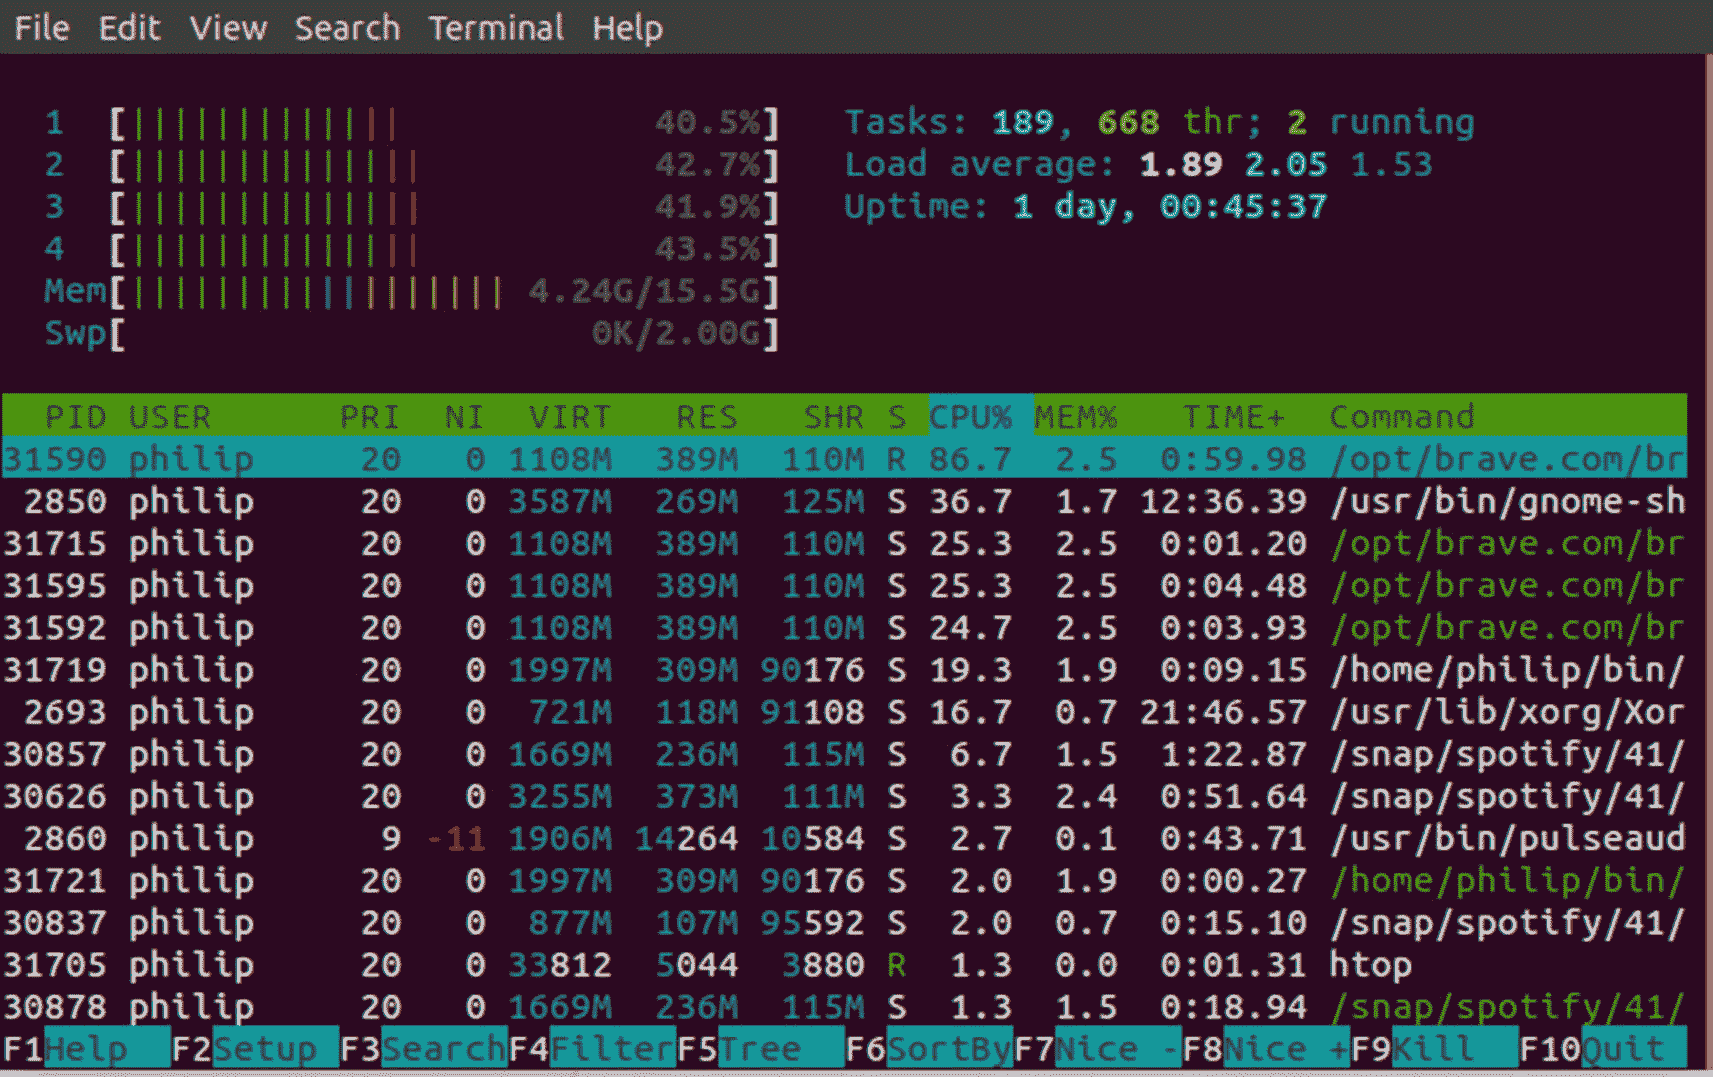 File Edit View Search Terminal Help
1 [||||||||||||| 40.5%] Tasks: 189, 668 thr; 2 running
2 [|||||||||||||| 42.7%] Load average: 1.89 2.05 1.53
3 [|||||||||||||| 41.9%] Uptime: 1 day, 00:45:37
4 [|||||||||||||| 43.5%]
Mem[|||||||||||||||||| 4.24G/15.5G]
Swp[ 0K/2.00G]
PID USER PRI NI VIRT RES SHR S CPU% MEM% TIME+ Command
31590 philip 20 0 1108M 389M 110M R 86.7 2.5 0:59.98 /opt/brave.com/br
2850 philip 20 0 3587M 269M 125M S 36.7 1.7 12:36.39 /usr/bin/gnome-sh
31715 philip 20 0 1108M 389M 110M S 25.3 2.5 0:01.20 /opt/brave.com/br
31595 philip 20 0 1108M 389M 110M S 25.3 2.5 0:04.48 /opt/brave.com/br
31592 philip 20 0 1108M 389M 110M S 24.7 2.5 0:03.93 /opt/brave.com/br
31719 philip 20 0 1997M 309M 90176 S 19.3 1.9 0:09.15 /home/philip/bin/
2693 philip 20 0 721M 118M 91108 S 16.7 0.7 21:46.57 /usr/lib/xorg/Xor
30857 philip 20 0 1669M 236M 115M S 6.7 1.5 1:22.87 /snap/spotify/41/
30626 philip 20 0 3255M 373M 111M S 3.3 2.4 0:51.64 /snap/spotify/41/
2860 philip 9 -11 1906M 14264 10584 S 2.7 0.1 0:43.71 /usr/bin/pulseaud
31721 philip 20 0 1997M 309M 90176 S 2.0 1.9 0:00.27 /home/philip/bin/
30837 philip 20 0 877M 107M 95592 S 2.0 0.7 0:15.10 /snap/spotify/41/
31705 philip 20 0 33812 5044 3880 R 1.3 0.0 0:01.31 htop
30878 philip 20 0 1669M 236M 115M S 1.3 1.5 0:18.94 /snap/spotify/41/
F1Help F2Setup F3SearchF4FilterF5Tree F6SortByF7Nice -F8Nice +F9Kill F10Quit